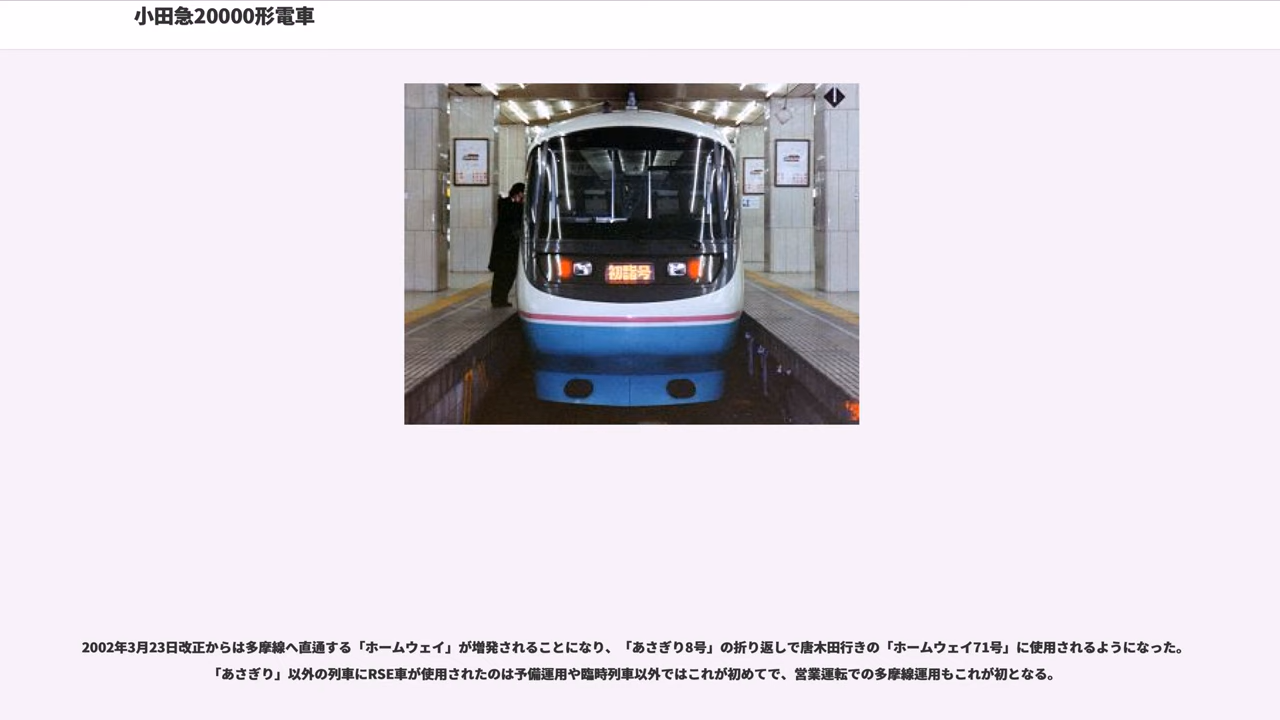 小田急20000形電車
初詣号
2002年3月23日改正からは多摩線へ直通する「ホームウェイ」が増発されることになり、「あさぎり8号」の折り返しで唐木田行きの「ホームウェイ71号」に使用されるようになった。
「あさぎり」以外の列車にRSE車が使用されたのは予備運用や臨時列車以外ではこれが初めてで、営業運転での多摩線運用もこれが初となる。